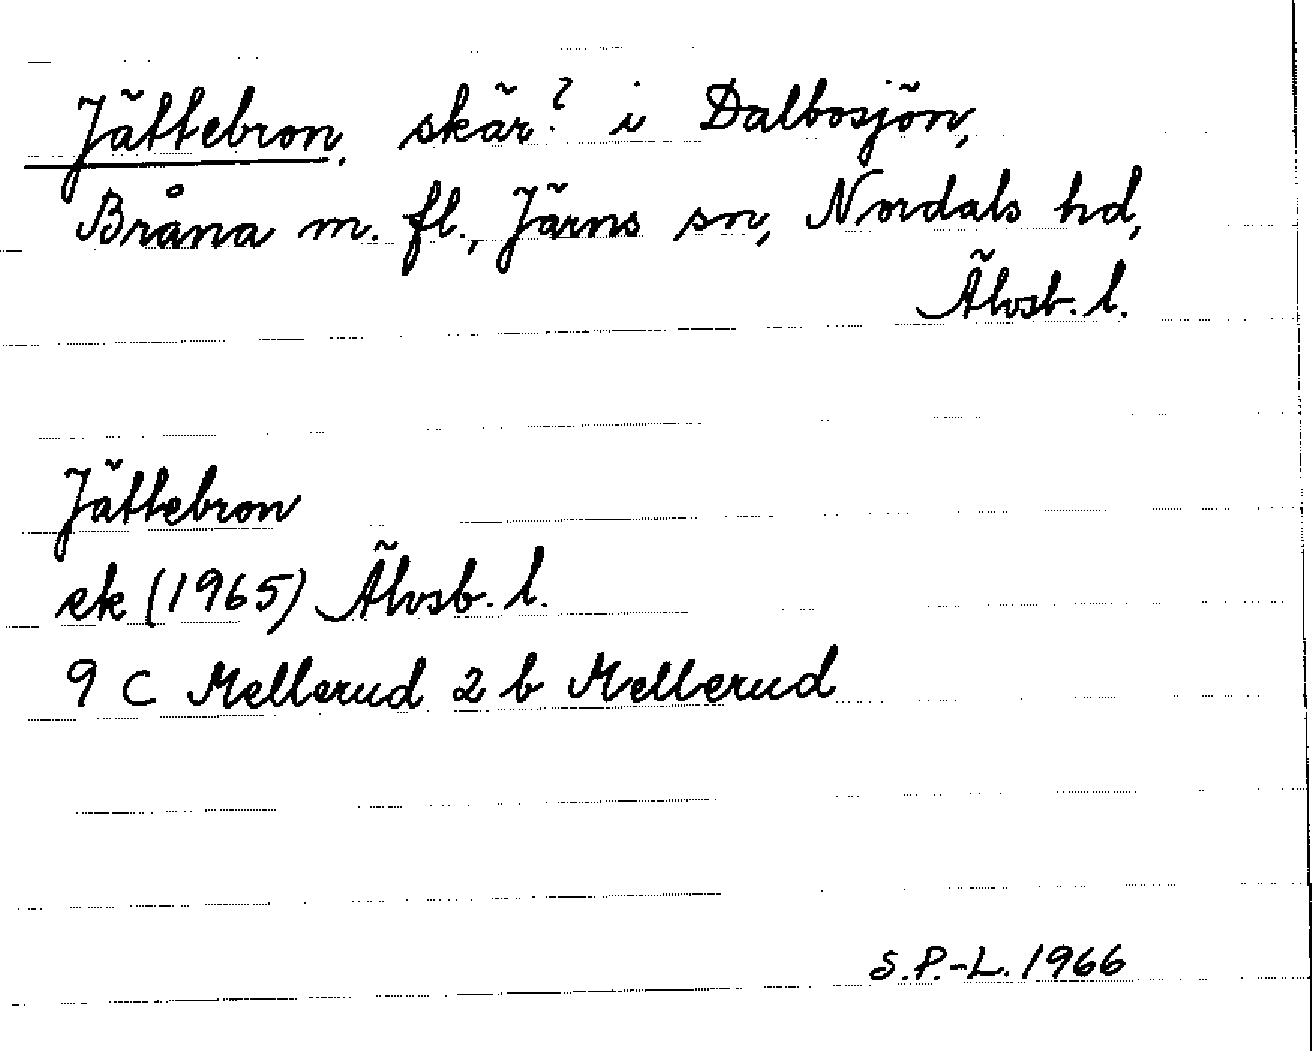 Jättebron, skär? i Dalbosjön,
Bråna m. fl., Järns sn, Nordals hd,
Älvsb. l.
Jättebron
ek (1965) Älvsb. l.
9 C Mellerud 2 b Mellerud
S.P.-L. 1966